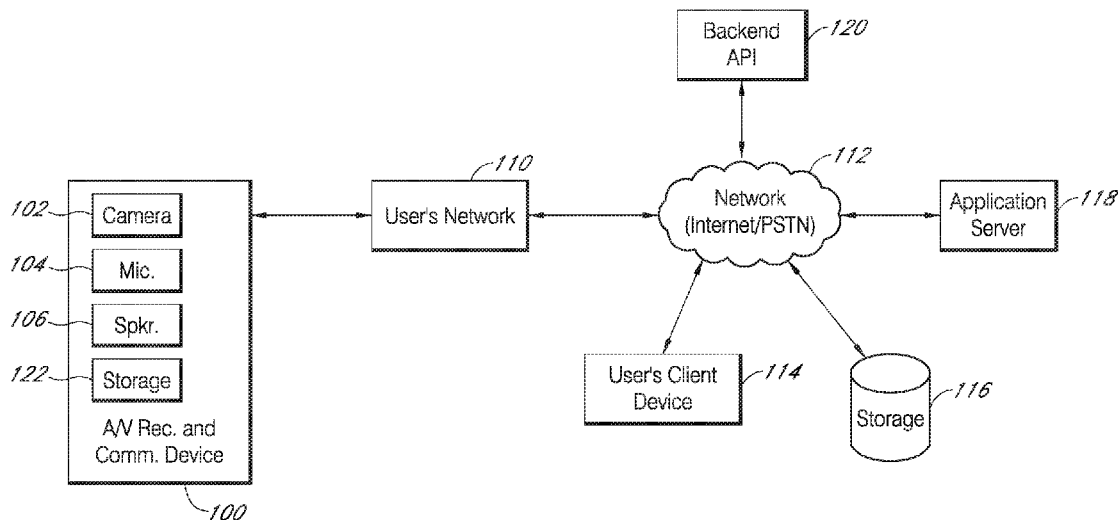 Backend
API
120
112
Network
(Internet/PSTN)
110
User's Network
Application
Server
118
102
Camera
104
Mic.
106
Spkr.
122
Storage
A/V Rec. and
Comm. Device
100
User's Client
Device
114
Storage
116